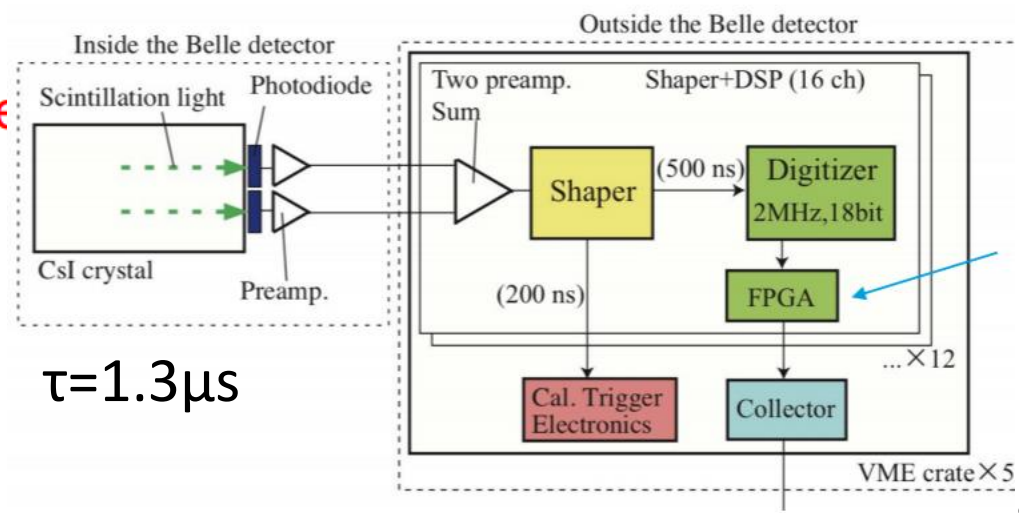 Outside the Belle detector
Inside the Belle detector
Photodiode
Scintillation light
CsI crystal
Preamp.
τ=1.3μs
Two preamp.
Sum
Shaper+DSP (16 ch)
Shaper
(500 ns)
Digitizer
2MHz,18bit
(200 ns)
FPGA
...×12
Cal. Trigger
Electronics
Collector
VME crate×5